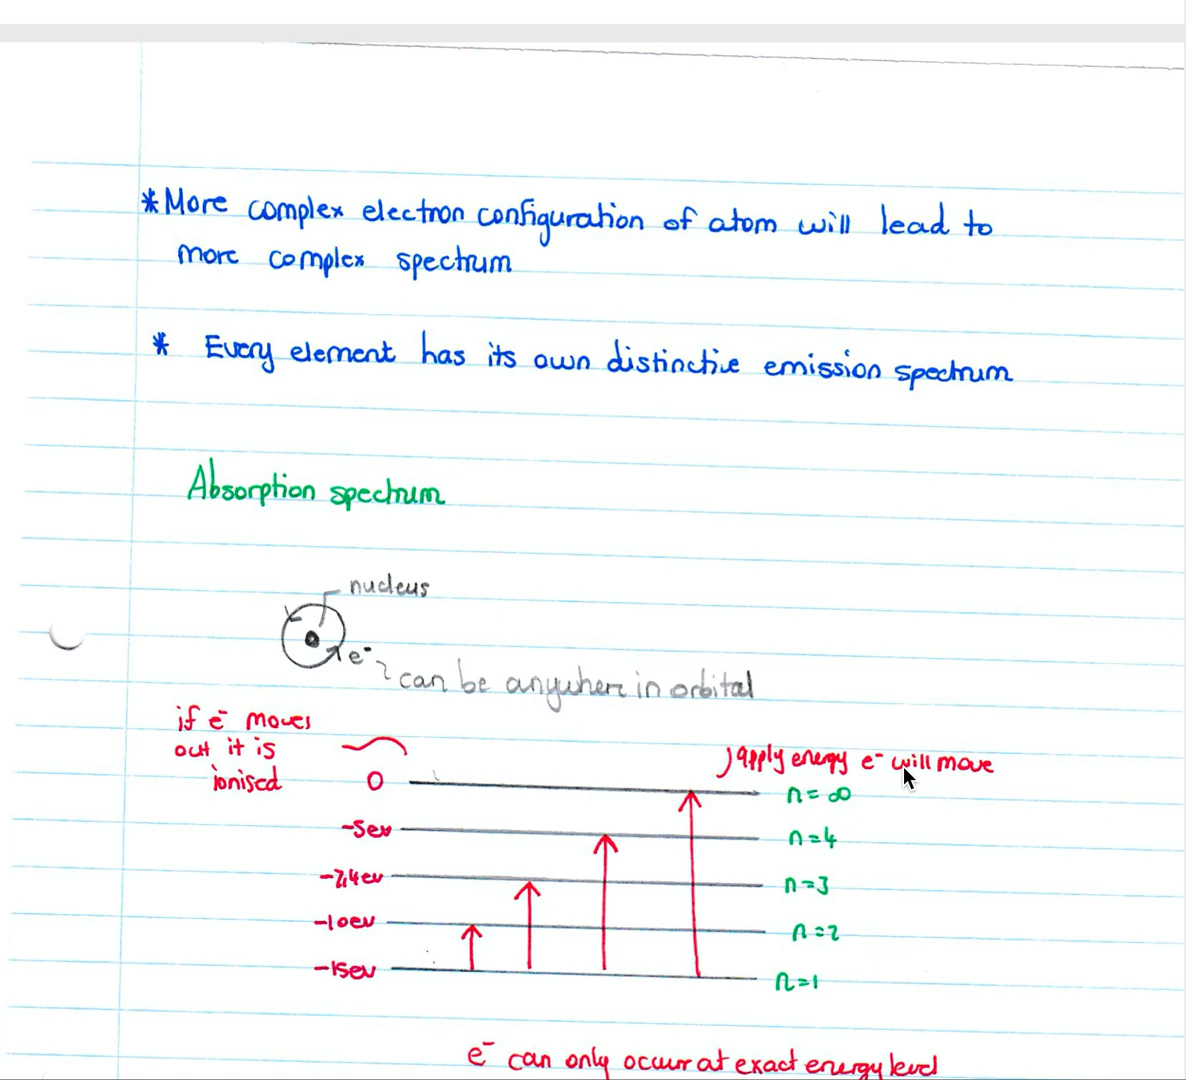 *More complex electron configuration of atom will lead to
more complex spectrum
* Every element has its own distinctive emission spectrum
Absorption spectrum
nucleus
e⁻
can be anywhere in orbital
if e⁻ moves
out it is
ionised
apply energy e⁻ will move
0
n=∞
-5ev
n=4
-7,4ev
n=3
-10ev
n=2
-15ev
n=1
e⁻ can only occur at exact energy level